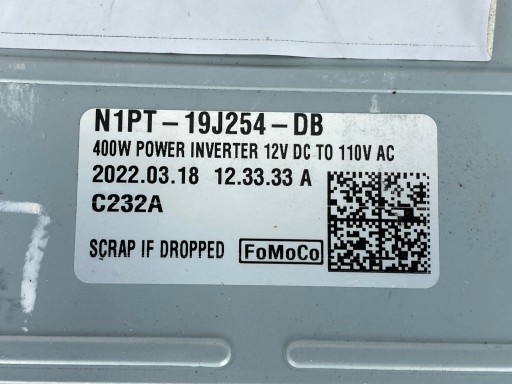 N1PT-19J254-DB
400W POWER INVERTER 12V DC TO 110V AC
2022.03.18 12.33.33 A
C232A
SCRAP IF DROPPED FoMoCo